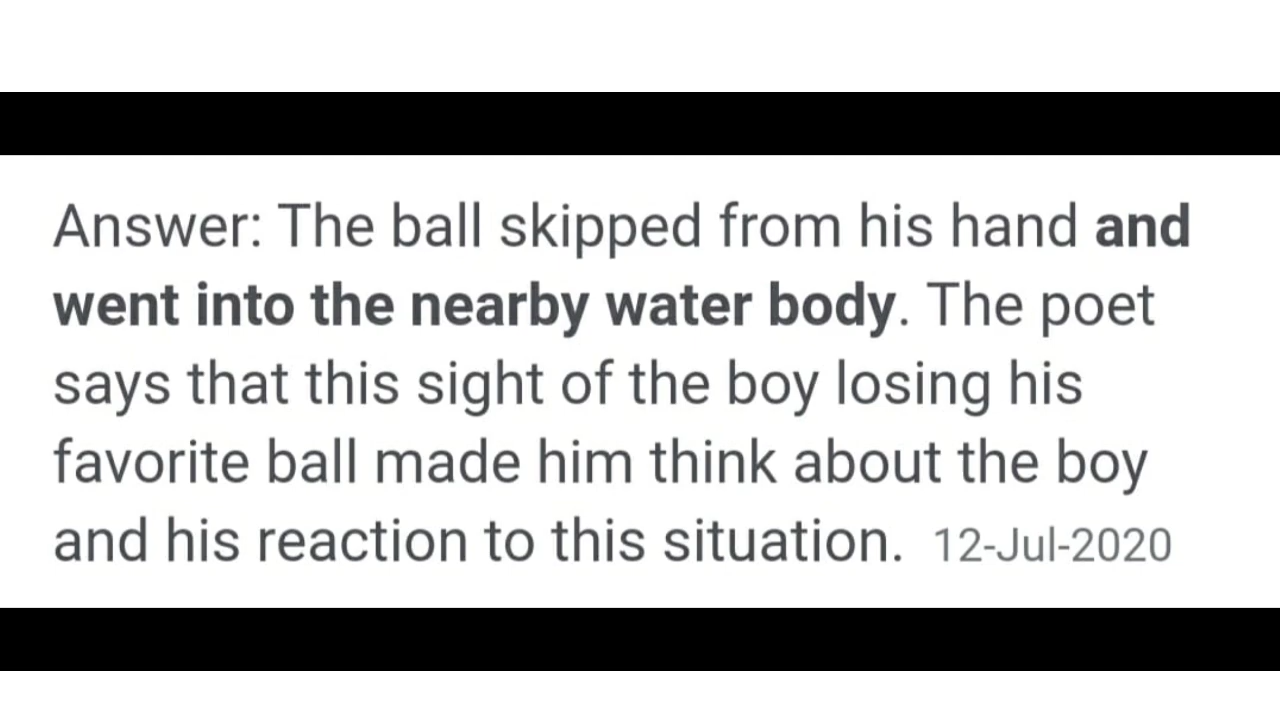 Answer: The ball skipped from his hand and
went into the nearby water body. The poet
says that this sight of the boy losing his
favorite ball made him think about the boy
and his reaction to this situation. 12-Jul-2020